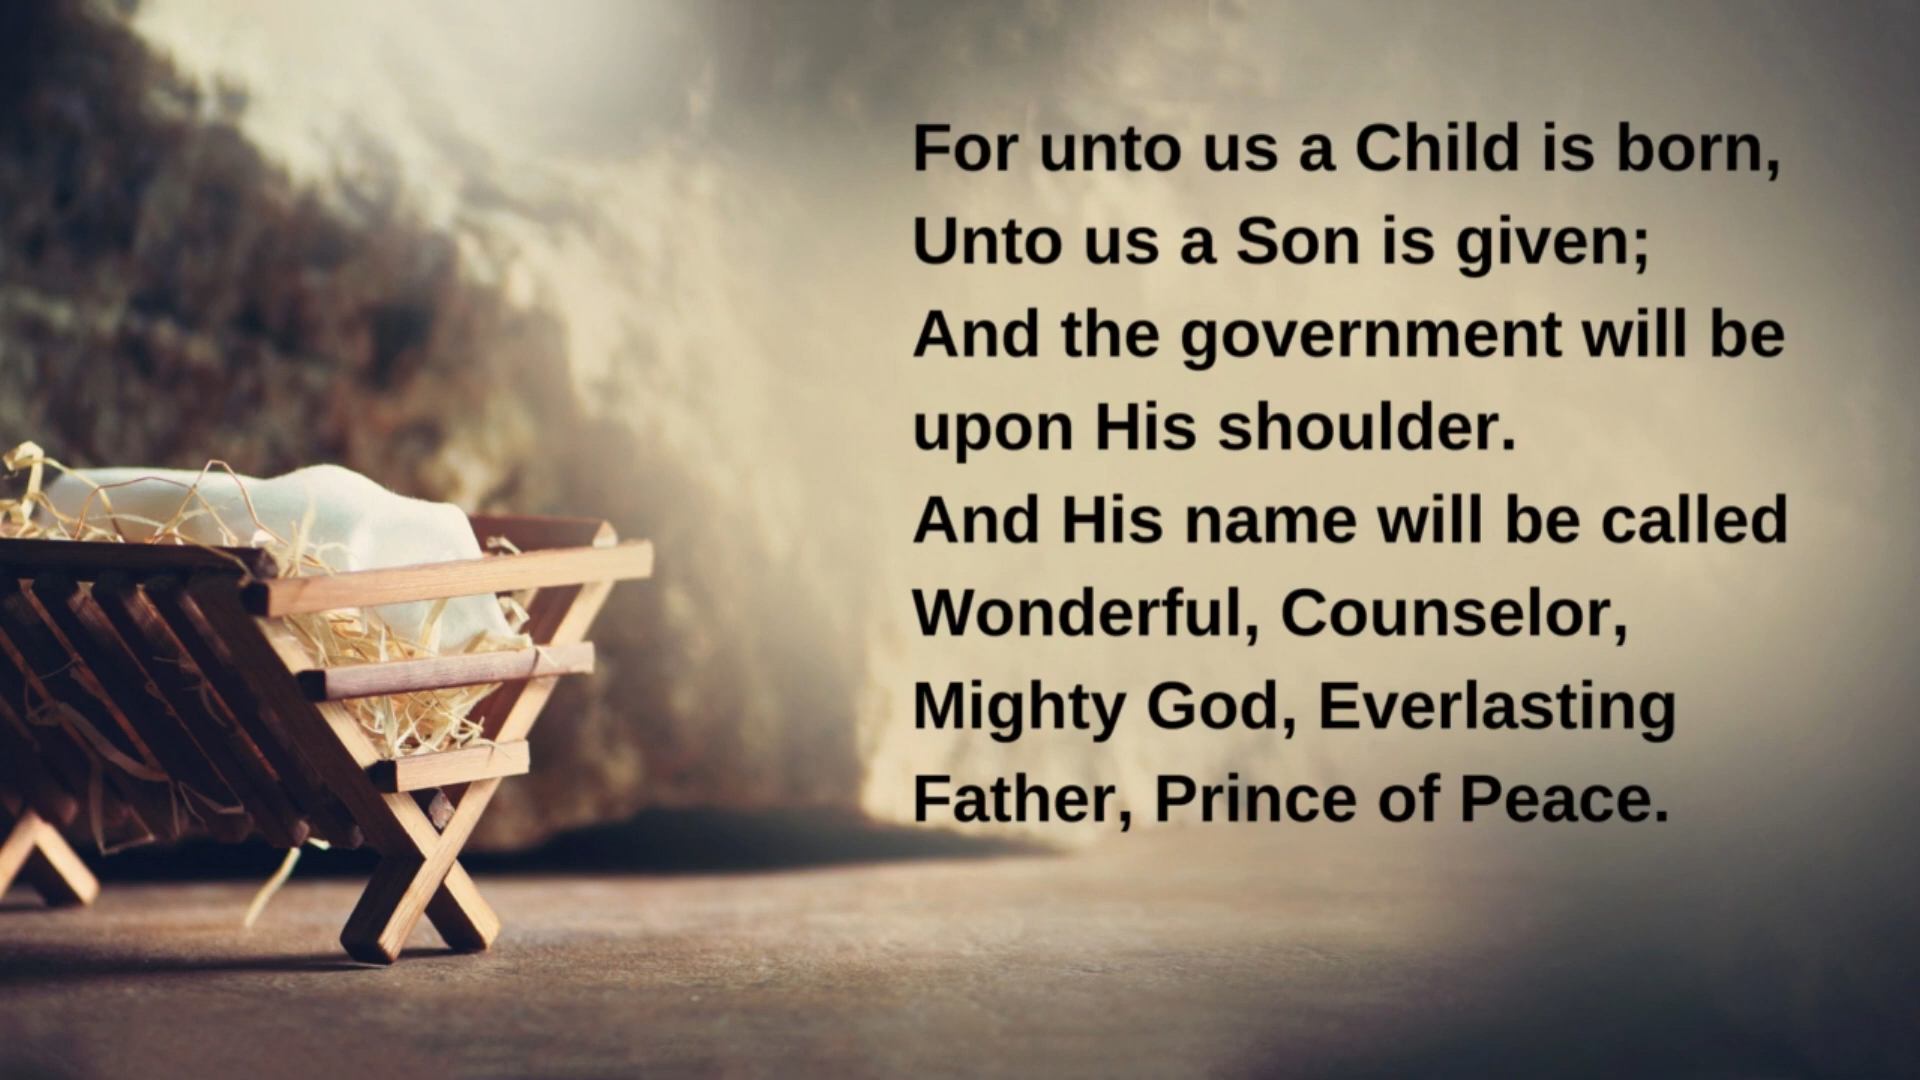 For unto us a Child is born,
Unto us a Son is given;
And the government will be
upon His shoulder.
And His name will be called
Wonderful, Counselor,
Mighty God, Everlasting
Father, Prince of Peace.